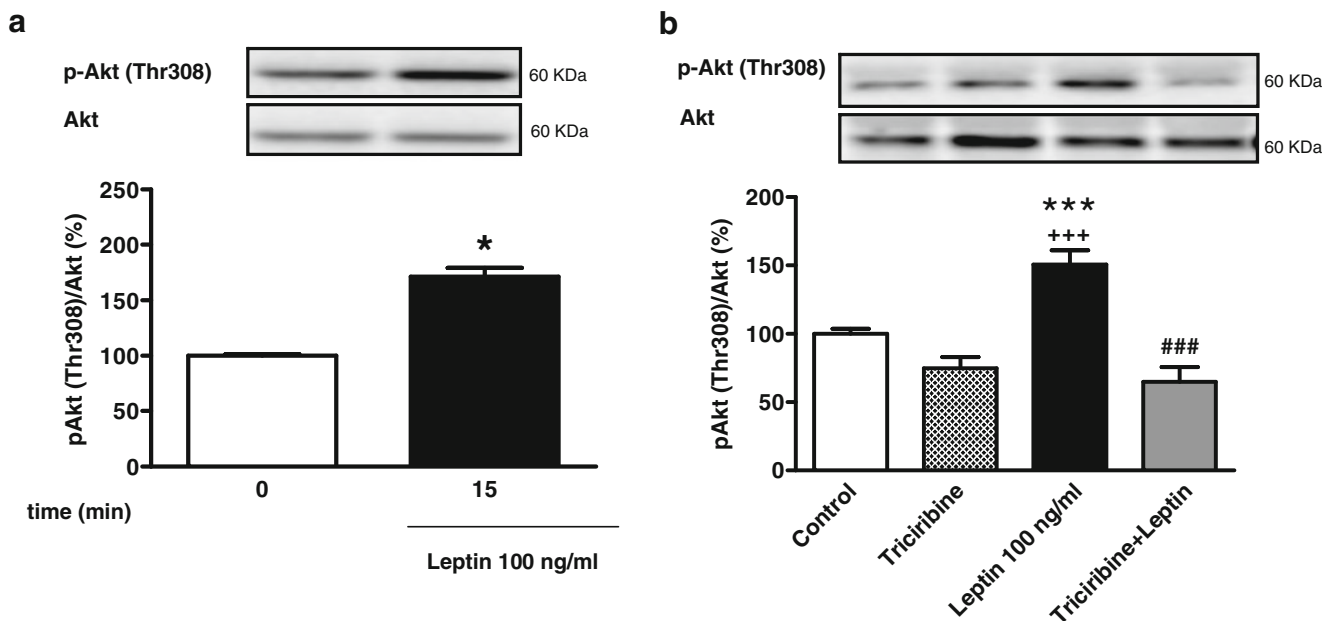 a
p-Akt (Thr308)
60 KDa
Akt
60 KDa
pAkt (Thr308)/Akt (%)
250
200
150
100
50
0
*
0
15
time (min)
Leptin 100 ng/ml
b
p-Akt (Thr308)
60 KDa
Akt
60 KDa
pAkt (Thr308)/Akt (%)
200
150
100
50
0
***
+++
###
Control
Triciribine
Leptin 100 ng/ml
Triciribine+Leptin